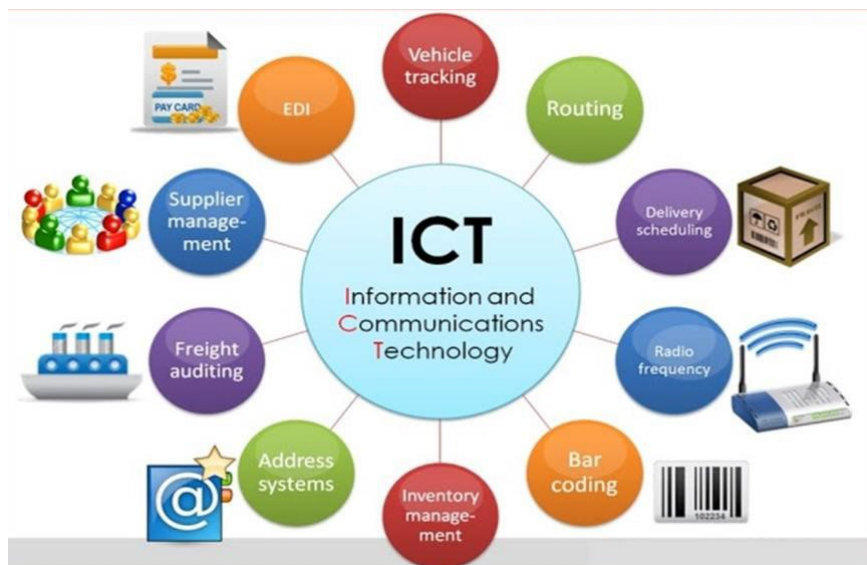 ICT
Information and
Communications
Technology
Vehicle
tracking
Routing
Delivery
scheduling
Radio
frequency
Bar
coding
102234
Inventory
manage-
ment
Address
systems
@
Freight
auditing
Supplier
manage-
ment
EDI
PAY CARD
$